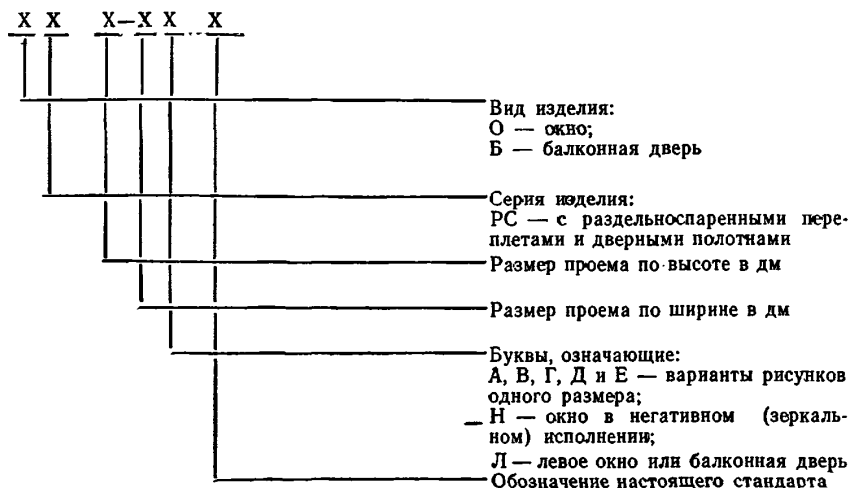 X X X–X X X
Вид изделия:
О — окно;
Б — балконная дверь
Серия изделия:
РС — с раздельноспаренными пере-
плетами и дверными полотнами
Размер проема по высоте в дм
Размер проема по ширине в дм
Буквы, означающие:
А, В, Г, Д и Е — варианты рисунков
одного размера;
Н — окно в негативном (зеркаль-
ном) исполнении;
Л — левое окно или балконная дверь
Обозначение настоящего стандарта